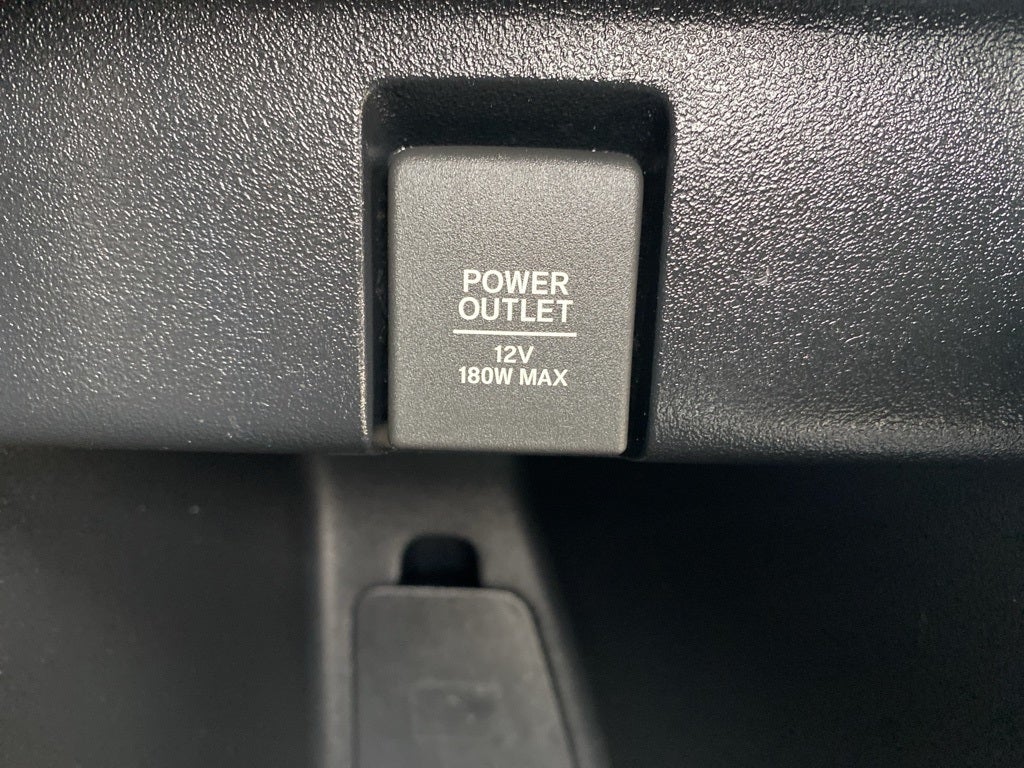 POWER
OUTLET
12V
180W MAX